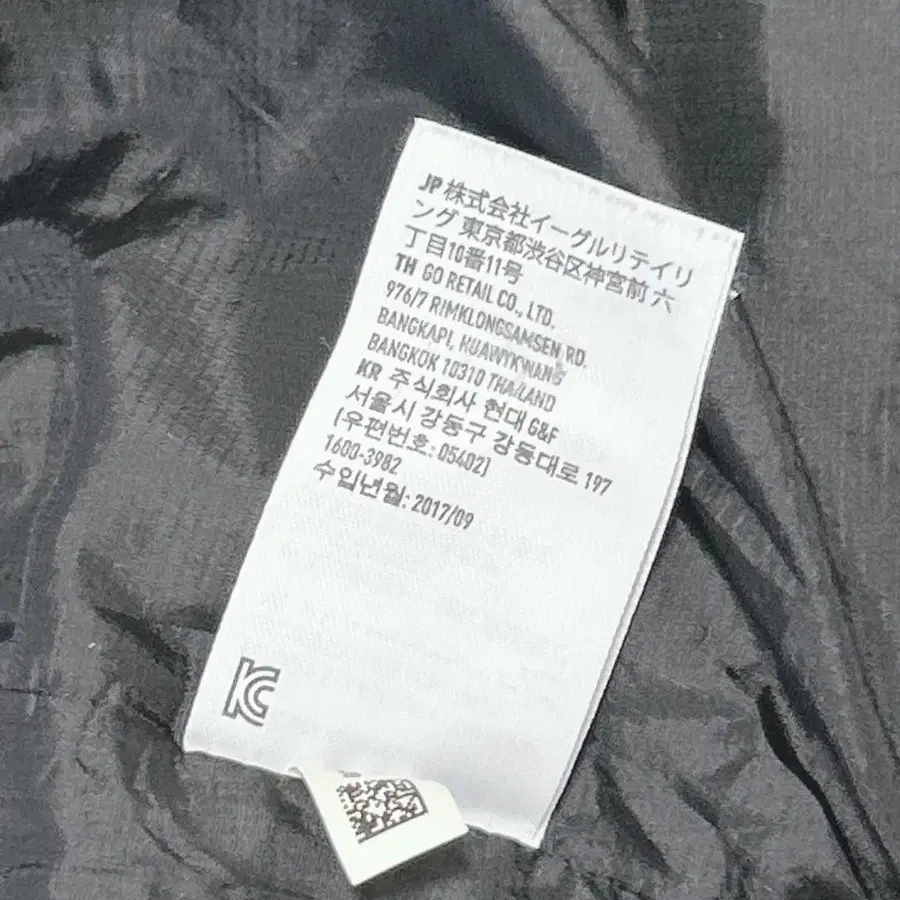 JP 株式会社イーグルリテイリ
ング 東京都渋谷区神宮前 六
丁目10番11号
TH GO RETAIL CO., LTD.
976/7 RIMKLONGSAMSEN RD.
BANGKAPI, HUAWYKWANG
BANGKOK 10310 THAILAND
KR 주식회사 현대 G&F
서울시 강동구 강동대로 197
(우편번호: 05402)
1600-3982
수입년월: 2017/09
KC